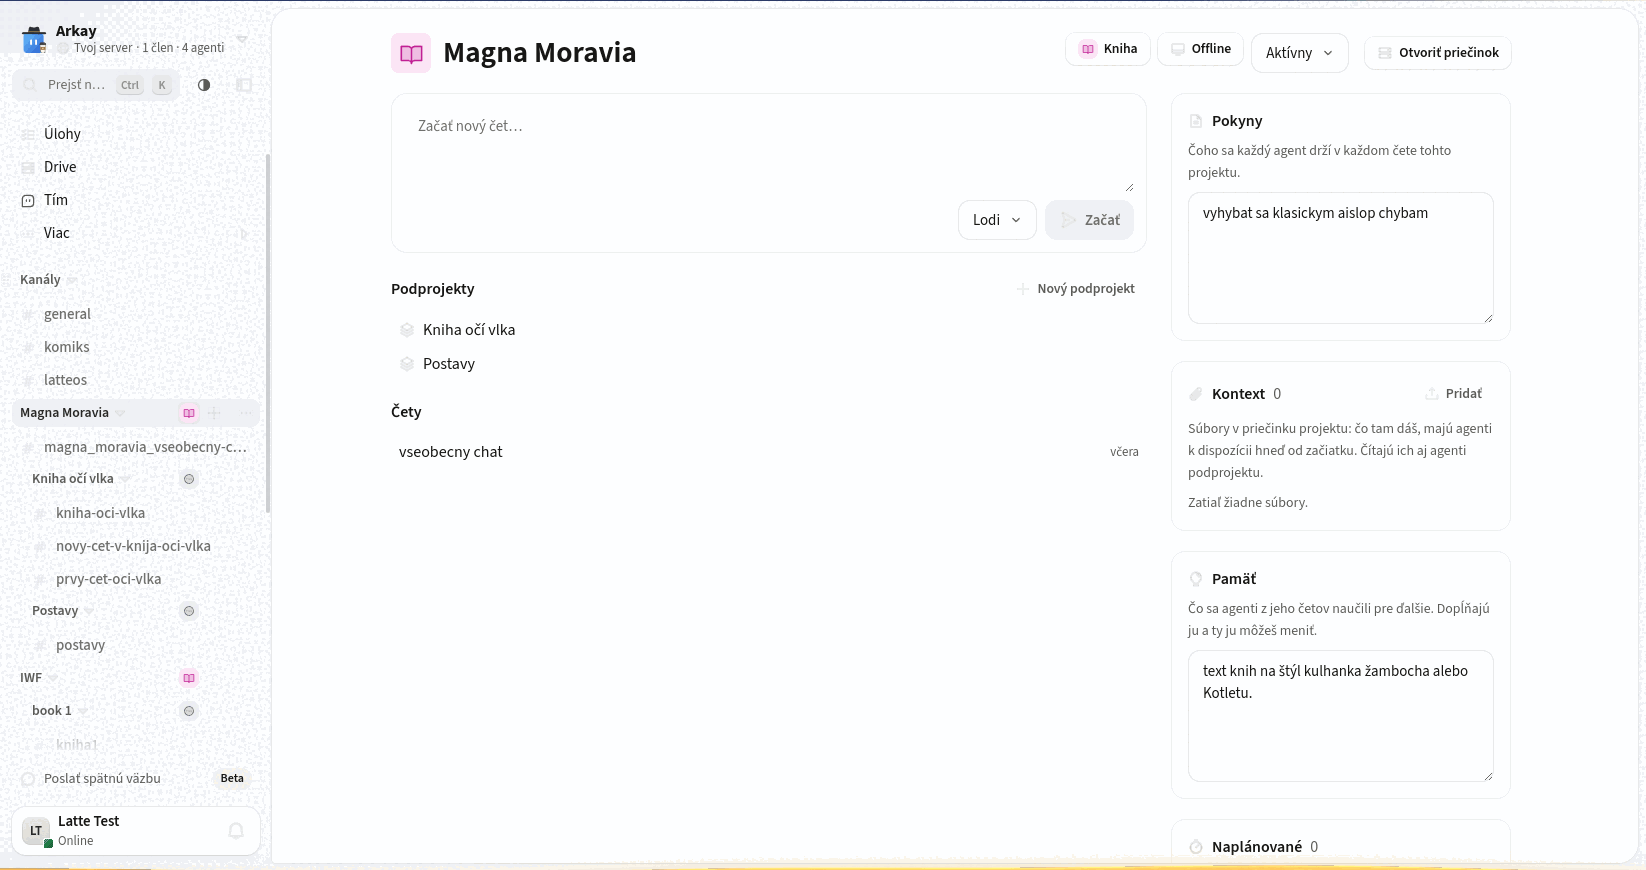 Arkay
Tvoj server · 1 člen · 4 agenti
Prejsť n… Ctrl K
Úlohy
Drive
Tím
Viac
Kanály
general
komiks
latteos
Magna Moravia
magna_moravia_vseobecny-c…
Kniha očí vlka
kniha-oci-vlka
novy-cet-v-knija-oci-vlka
prvy-cet-oci-vlka
Postavy
postavy
IWF
book 1
kniha1
Poslať spätnú väzbu Beta
LT
Latte Test
Online
Magna Moravia
Kniha
Offline
Aktívny
Otvoriť priečinok
Začať nový čet…
Lodi
Začať
Podprojekty
Nový podprojekt
Kniha očí vlka
Postavy
Čety
vseobecny chat včera
Pokyny
Čoho sa každý agent drží v každom čete tohto
projektu.
vyhybat sa klasickym aislop chybam
Kontext 0 Pridať
Súbory v priečinku projektu: čo tam dáš, majú agenti
k dispozícii hneď od začiatku. Čítajú ich aj agenti
podprojektu.
Zatiaľ žiadne súbory.
Pamäť
Čo sa agenti z jeho četov naučili pre ďalšie. Dopĺňajú
ju a ty ju môžeš meniť.
text knih na štýl kulhanka žambocha alebo
Kotletu.
Naplánované 0